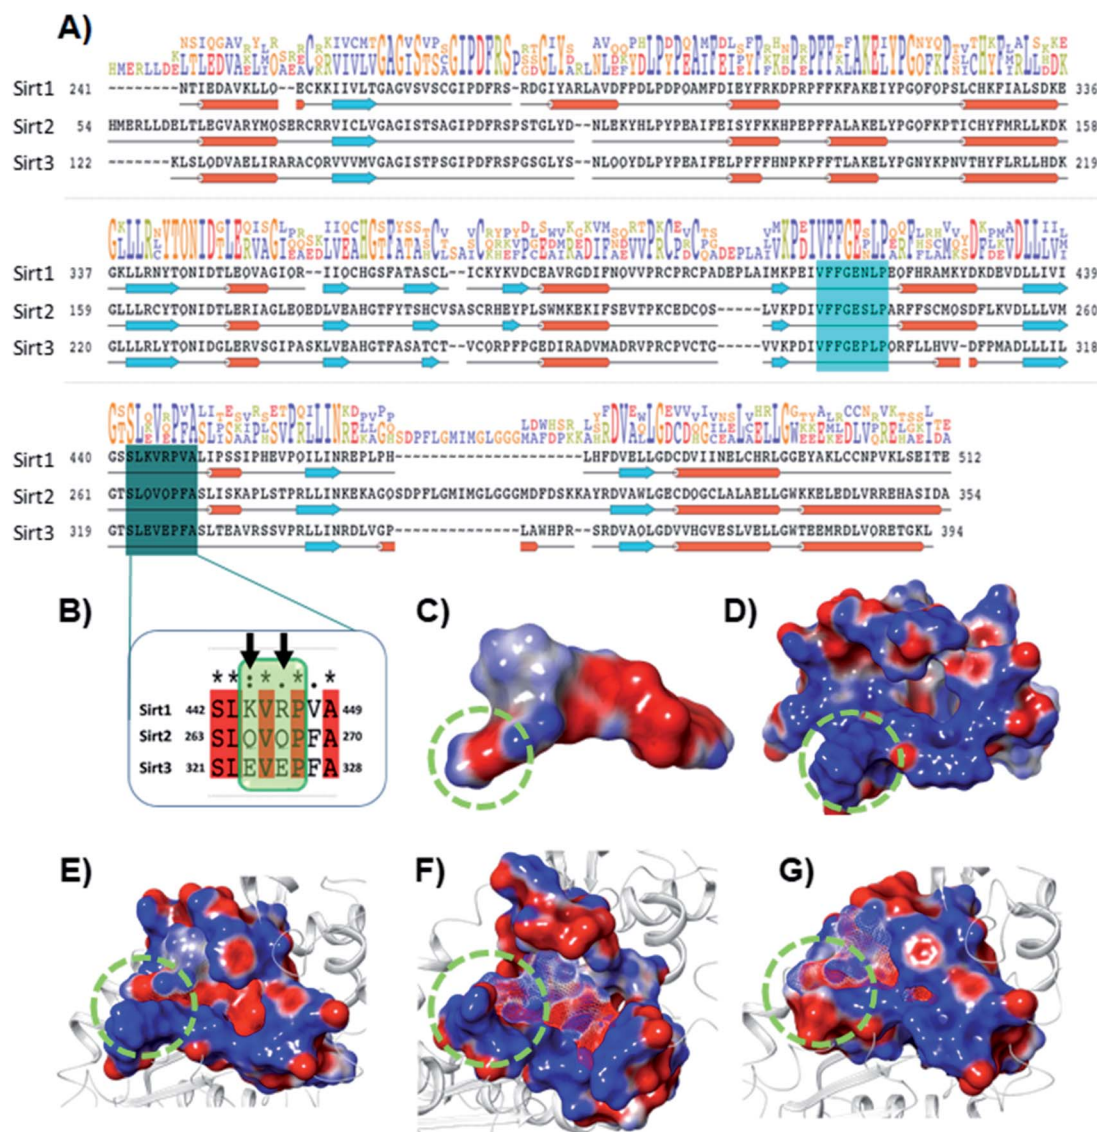 A)
Sirt1 241 --------NTIEDAVKLLQ--ECKKIIVLTGAGVSVSCGIPDFRS-RDGIYARLAVDFPDLPDPQAMFDIEYFRKDPRPFFKFAKEIYPGQFQPSLCHKFIALSDKE 336
Sirt2 54 HMERLLDELTLEGVARYMQSERCRRVICLVGAGISTSAGIPDFRSPSTGLYD--NLEKYHLPYPEAIFEISYFKKHPEPFFALAKELYPGQFKPTICHYFMRLLKDK 158
Sirt3 122 -------KLSLQDVAELIRARACQRVVVMVGAGISTPSGIPDFRSPGSGLYS--NLQQYDLPYPEAIFELPFFFHNPKPFFTLAKELYPGNYKPNVTHYFLRLLHDK 219
Sirt1 337 GKLLRNYTQNIDTLEQVAGIQR--IIQCHGSFATASCL--ICKYKVDCEAVRGDIFNQVVPRCPRCPADEPLAIMKPEIVFFGENLPEQFHRAMKYDKDEVDLLIVI 439
Sirt2 159 GLLLRCYTQNIDTLERIAGLEQEDLVEAHGTFYTSHCVSASCRHEYPLSWMKEKIFSEVTPKCEDCQS-----LVKPDIVFFGESLPARFFSCMQSDFLKVDLLLVM 260
Sirt3 220 GLLLRLYTQNIDGLERVSGIPASKLVEAHGTFASATCT--VCQRPFPGEDIRADVMADRVPRCPVCTG-----VVKPDIVFFGEPLPQRFLLHVV-DFPMADLLLIL 318
Sirt1 440 GSSLKVRPVALIPSSIPHEVPQILINREPLPH---------------------LHFDVELLGDCDVIINELCHRLGGEYAKLCCNPVKLSEITE 512
Sirt2 261 GTSLQVQPFASLISKAPLSTPRLLINKEKAGQSDPFLGMIMGLGGGMDFDSKKAYRDVAWLGECDQGCLALAELLGWKKELEDLVRREHASIDA 354
Sirt3 319 GTSLEVEPFASLTEAVRSSVPRLLINRDLVGP--------------LAWHPR--SRDVAQLGDVVHGVESLVELLGWTEEMRDLVQRETGKL 394
B)
C)
D)
**:*.*.*
Sirt1 442 SLKVRPVA 449
Sirt2 263 SLQVQPFA 270
Sirt3 321 SLEVEPFA 328
E)
F)
G)